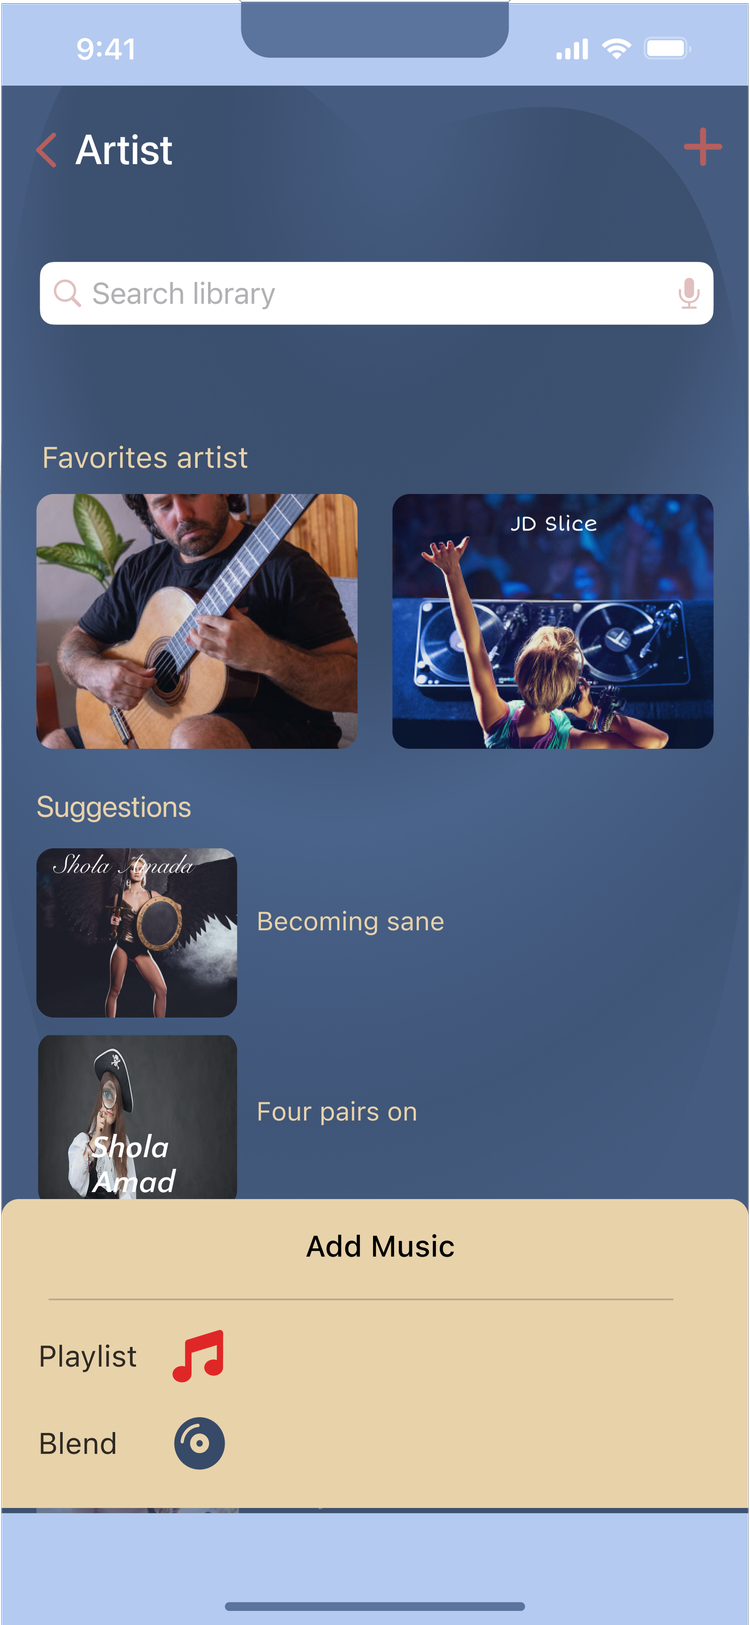 9:41
Artist
Search library
Favorites artist
JD Slice
Suggestions
Shola Amada
Becoming sane
Four pairs on
Shola
Amad
Add Music
Playlist
Blend